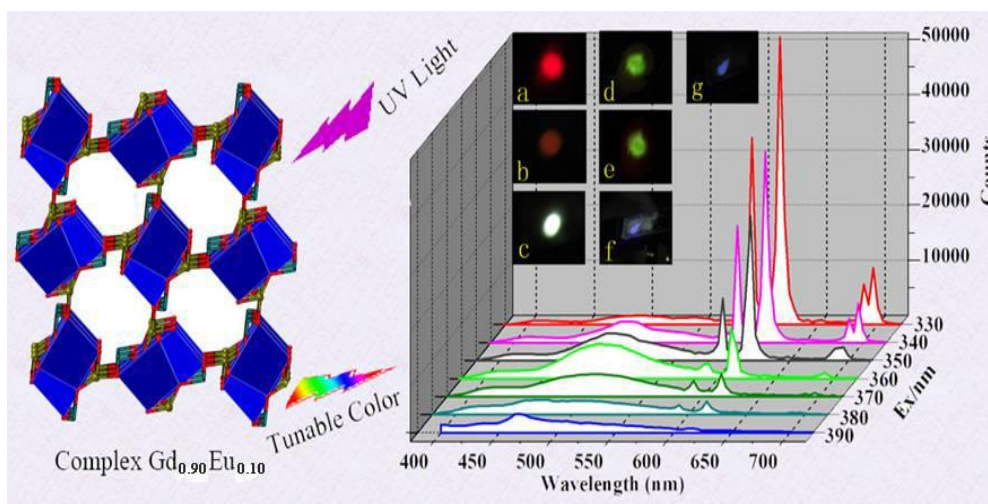 UV Light
Tunable Color
Complex Gd0.90Eu0.10
a
b
c
d
e
f
g
50000
40000
30000
20000
10000
Counts
330
340
350
360
370
380
390
Ex/nm
400 450 500 550 600 650 700
Wavelength (nm)